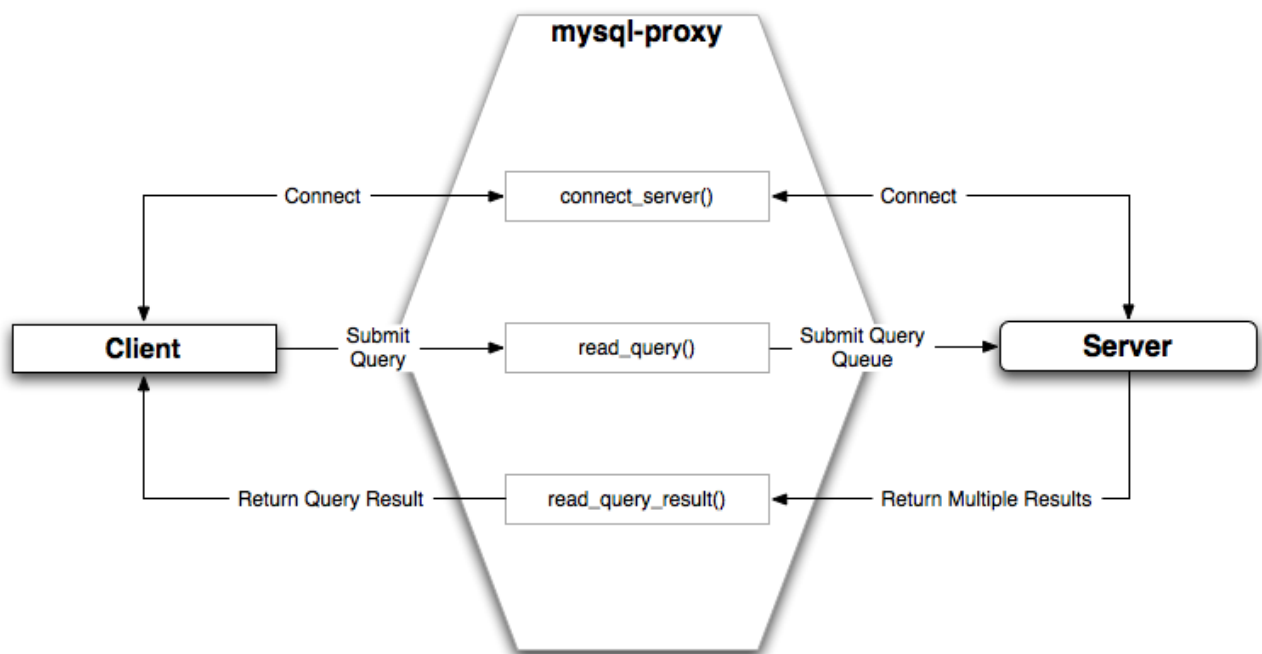 mysql-proxy
Connect
connect_server()
Connect
Client
Submit
Query
read_query()
Submit Query
Queue
Server
Return Query Result
read_query_result()
Return Multiple Results